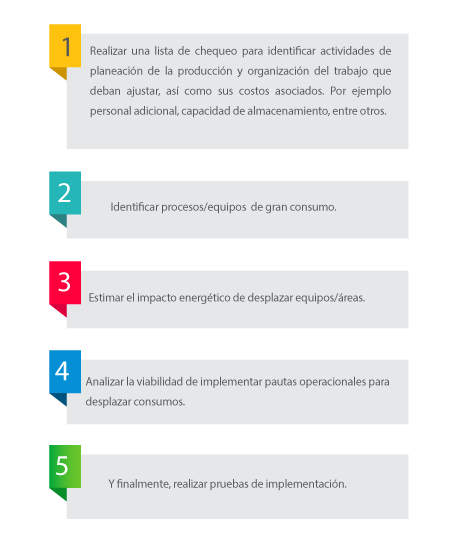 1
Realizar una lista de chequeo para identificar actividades de
planeación de la producción y organización del trabajo que
deban ajustar, así como sus costos asociados. Por ejemplo
personal adicional, capacidad de almacenamiento, entre otros.
2
Identificar procesos/equipos de gran consumo.
3
Estimar el impacto energético de desplazar equipos/áreas.
4
Analizar la viabilidad de implementar pautas operacionales para
desplazar consumos.
5
Y finalmente, realizar pruebas de implementación.